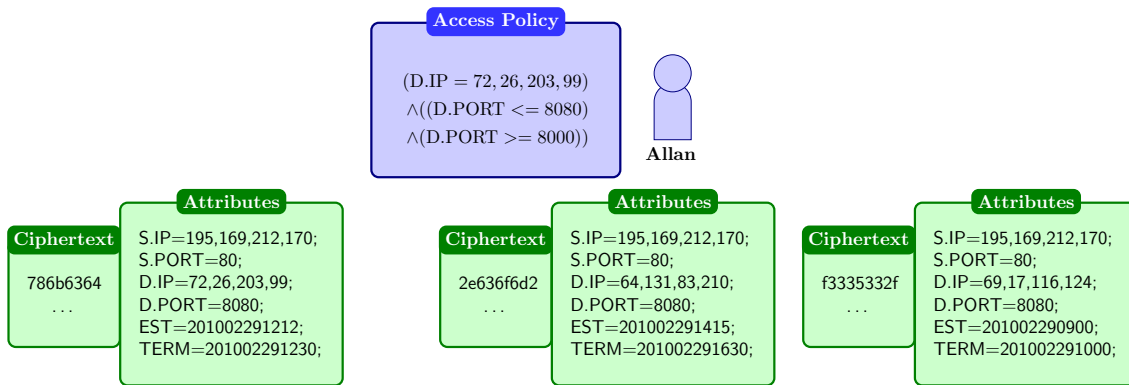 Access Policy
(D.IP = 72, 26, 203, 99)
∧((D.PORT <= 8080)
∧(D.PORT >= 8000))
Allan
Ciphertext
786b6364
...
Attributes
S.IP=195,169,212,170;
S.PORT=80;
D.IP=72,26,203,99;
D.PORT=8080;
EST=201002291212;
TERM=201002291230;
Ciphertext
2e636f6d2
...
Attributes
S.IP=195,169,212,170;
S.PORT=80;
D.IP=64,131,83,210;
D.PORT=8080;
EST=201002291415;
TERM=201002291630;
Ciphertext
f3335332f
...
Attributes
S.IP=195,169,212,170;
S.PORT=80;
D.IP=69,17,116,124;
D.PORT=8080;
EST=201002290900;
TERM=201002291000;